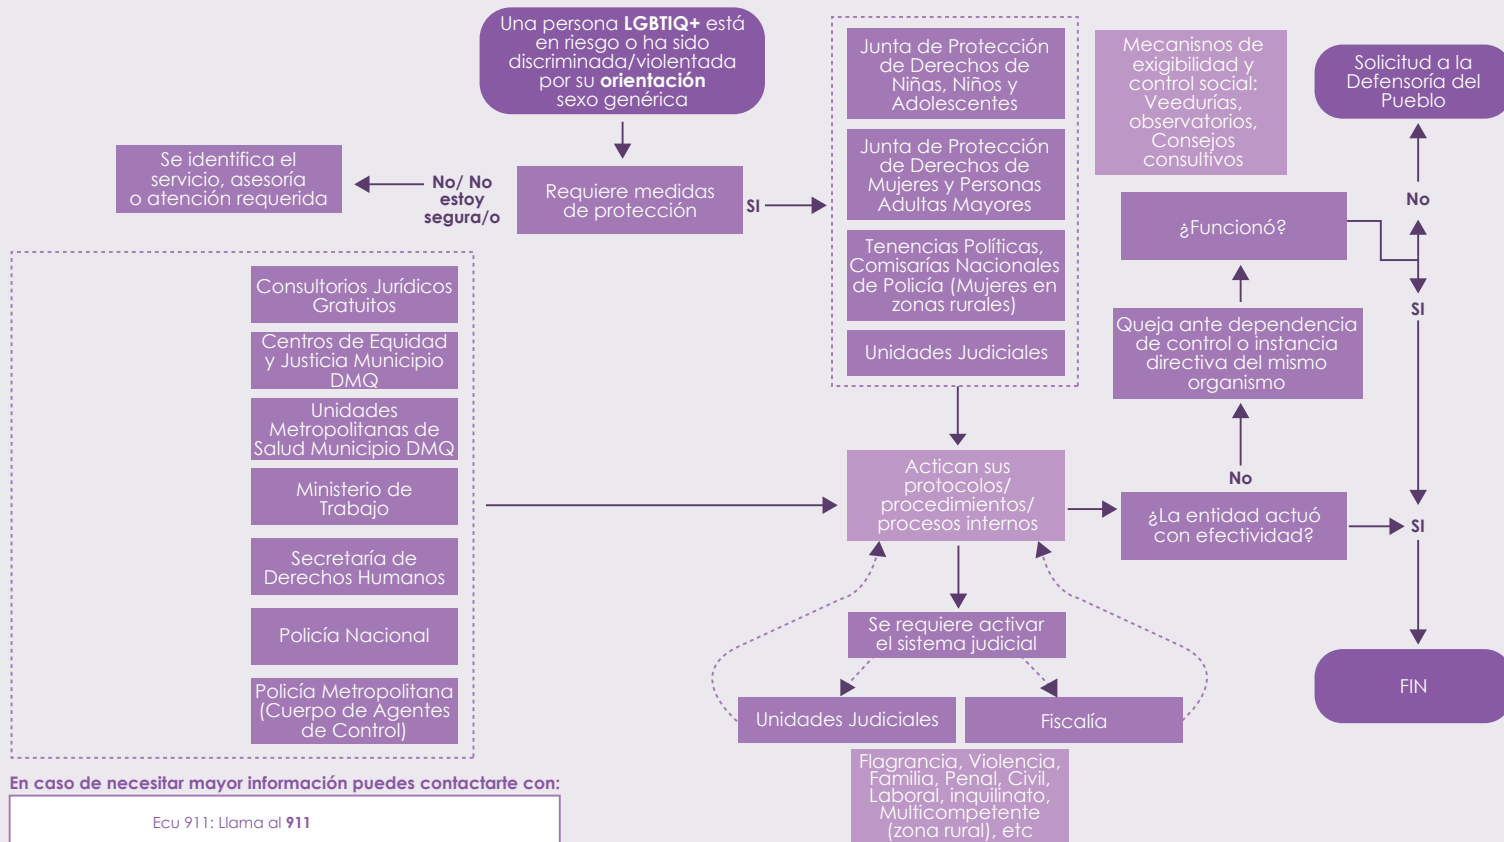 Una persona LGBTIQ+ está
en riesgo o ha sido
discriminada/violentada
por su orientación
sexo genérica
Se identifica el
servicio, asesoría
o atención requerida
No/ No
estoy
segura/o
Requiere medidas
de protección
SI
Junta de Protección
de Derechos de
Niñas, Niños y
Adolescentes
Junta de Protección
de Derechos de
Mujeres y Personas
Adultas Mayores
Tenencias Políticas,
Comisarías Nacionales
de Policía (Mujeres en
zonas rurales)
Unidades Judiciales
Mecanisnos de
exigibilidad y
control social:
Veedurías,
observatorios,
Consejos
consultivos
Solicitud a la
Defensoría del
Pueblo
No
¿Funcionó?
SI
Queja ante dependencia
de control o instancia
directiva del mismo
organismo
No
Consultorios Jurídicos
Gratuitos
Centros de Equidad
y Justicia Municipio
DMQ
Unidades
Metropolitanas de
Salud Municipio DMQ
Ministerio de
Trabajo
Secretaría de
Derechos Humanos
Policía Nacional
Policía Metropolitana
(Cuerpo de Agentes
de Control)
Actican sus
protocolos/
procedimientos/
procesos internos
¿La entidad actuó
con efectividad?
SI
Se requiere activar
el sistema judicial
Unidades Judiciales
Fiscalía
FIN
Flagrancia, Violencia,
Familia, Penal, Civil,
Laboral, inquilinato,
Multicompetente
(zona rural), etc
En caso de necesitar mayor información puedes contactarte con:
Ecu 911: Llama al 911